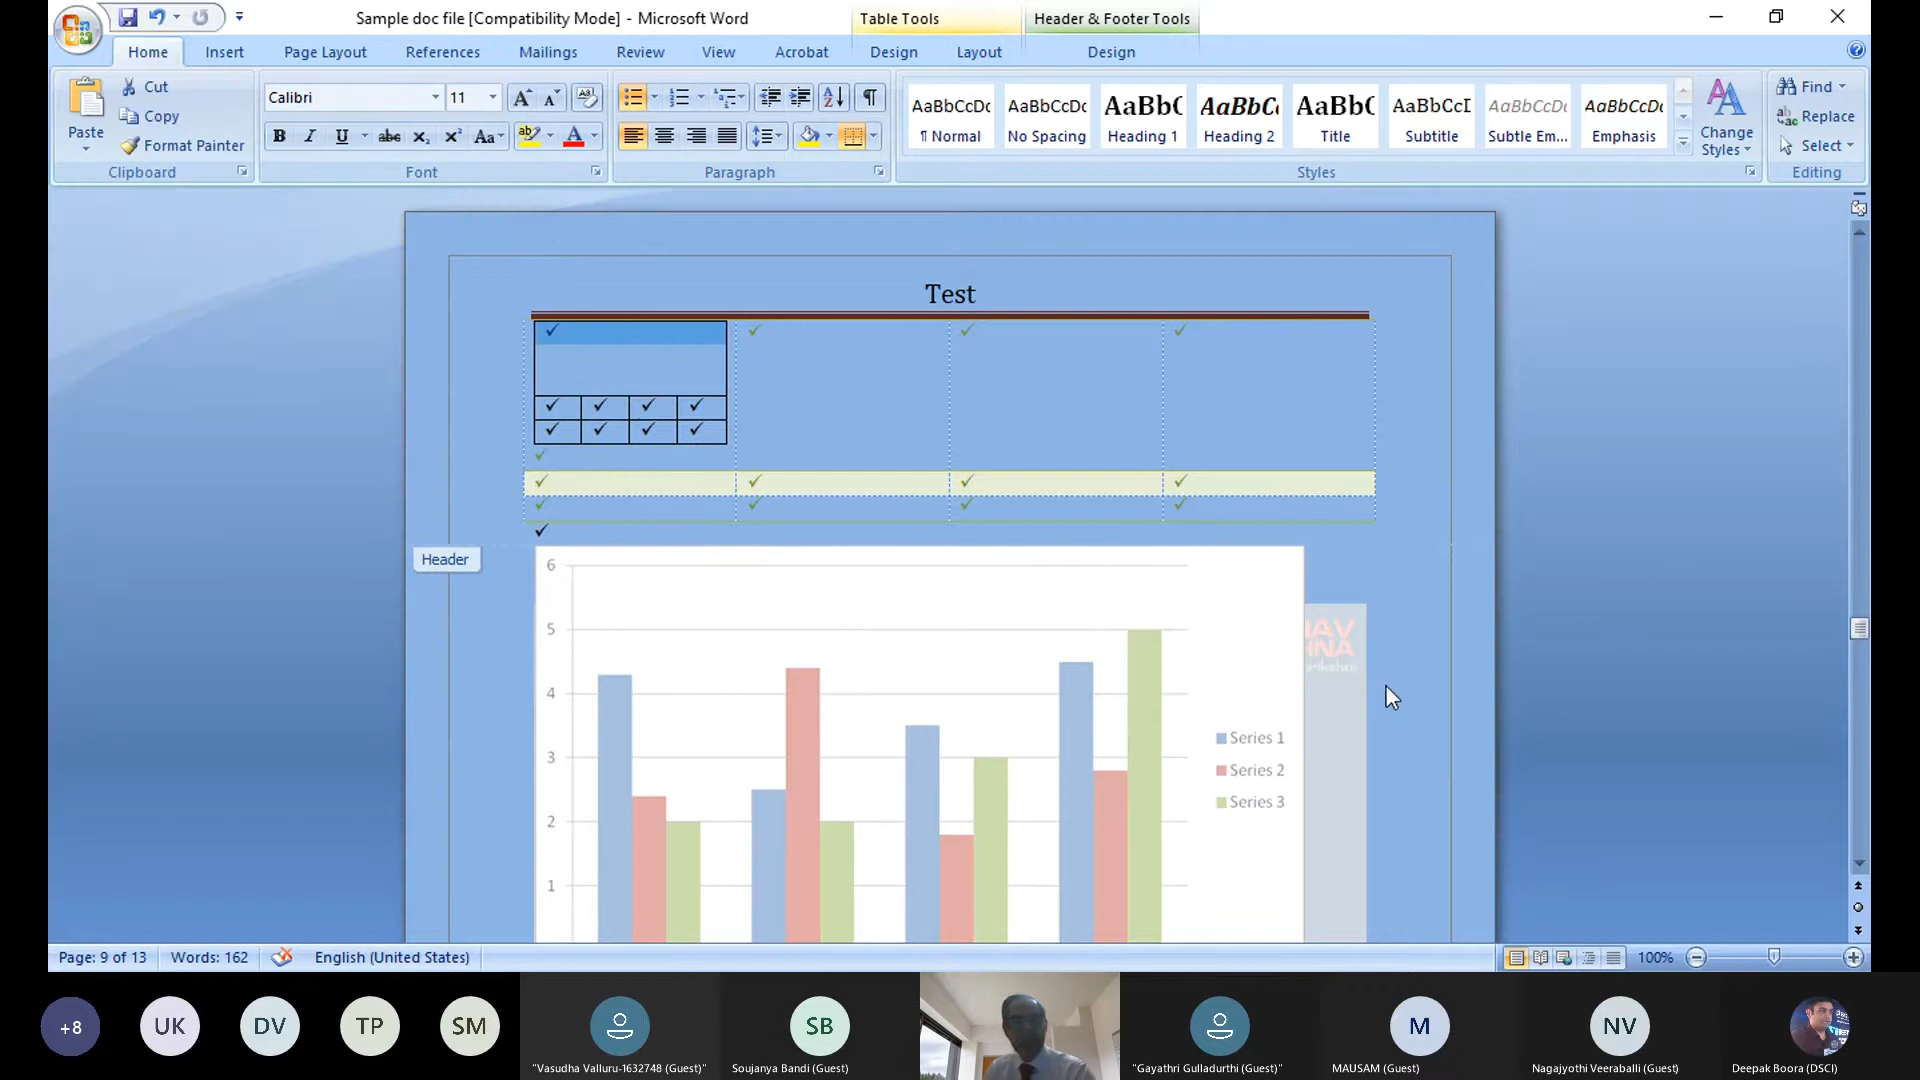 Sample doc file [Compatibility Mode] - Microsoft Word
Table Tools
Header & Footer Tools
Home
Insert
Page Layout
References
Mailings
Review
View
Acrobat
Design
Layout
Design
Paste
Cut
Copy
Format Painter
Clipboard
Calibri
11
Font
Paragraph
AaBbCcDc
AaBbCcDc
AaBbC
AaBbCc
AaBbC
AaBbCcI
AaBbCcDc
AaBbCcDc
¶ Normal
No Spacing
Heading 1
Heading 2
Title
Subtitle
Subtle Em...
Emphasis
Change
Styles
Styles
Find
Replace
Select
Editing
Test
Header
6
5
4
3
2
1
Series 1
Series 2
Series 3
Page: 9 of 13
Words: 162
English (United States)
100%
+8
UK
DV
TP
SM
SB
M
NV
"Vasudha Valluru-1632748 (Guest)"
Soujanya Bandi (Guest)
"Gayathri Gulladurthi (Guest)"
MAUSAM (Guest)
Nagajyothi Veeraballi (Guest)
Deepak Boora (DSCI)